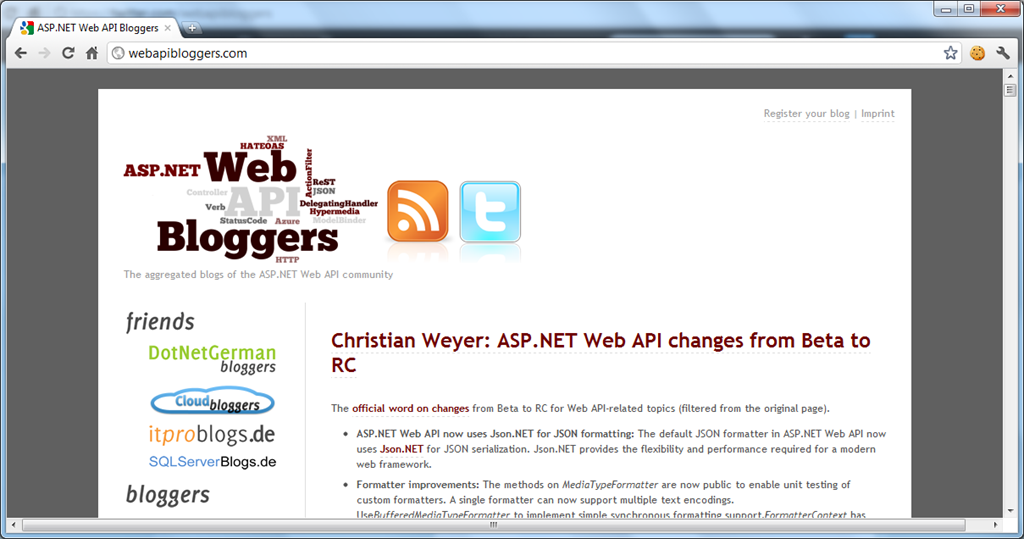 ASP.NET Web API Bloggers
webapibloggers.com
Register your blog | Imprint
XML
HATEOAS
ASP.NET Web
ActionFilter
ReST
Controller API JSON
Verb DelegatingHandler
Hypermedia
StatusCode Azure ModelBinder
Bloggers
HTTP
The aggregated blogs of the ASP.NET Web API community
friends
DotNetGerman
bloggers
Cloudbloggers
itproblogs.de
SQLServerBlogs.de
bloggers
Christian Weyer: ASP.NET Web API changes from Beta to
RC
The official word on changes from Beta to RC for Web API-related topics (filtered from the original page).
• ASP.NET Web API now uses Json.NET for JSON formatting: The default JSON formatter in ASP.NET Web API now
uses Json.NET for JSON serialization. Json.NET provides the flexibility and performance required for a modern
web framework.
• Formatter improvements: The methods on MediaTypeFormatter are now public to enable unit testing of
custom formatters. A single formatter can now support multiple text encodings.
UseBufferedMediaTypeFormatter to implement simple synchronous formatting support.FormatterContext has